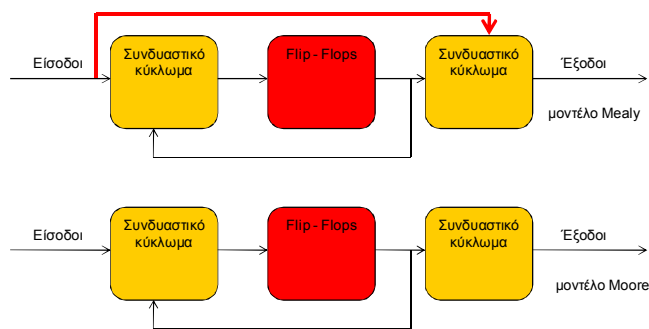 Είσοδοι
Συνδυαστικό
κύκλωμα
Flip - Flops
Συνδυαστικό
κύκλωμα
Έξοδοι
μοντέλο Mealy
Είσοδοι
Συνδυαστικό
κύκλωμα
Flip - Flops
Συνδυαστικό
κύκλωμα
Έξοδοι
μοντέλο Moore